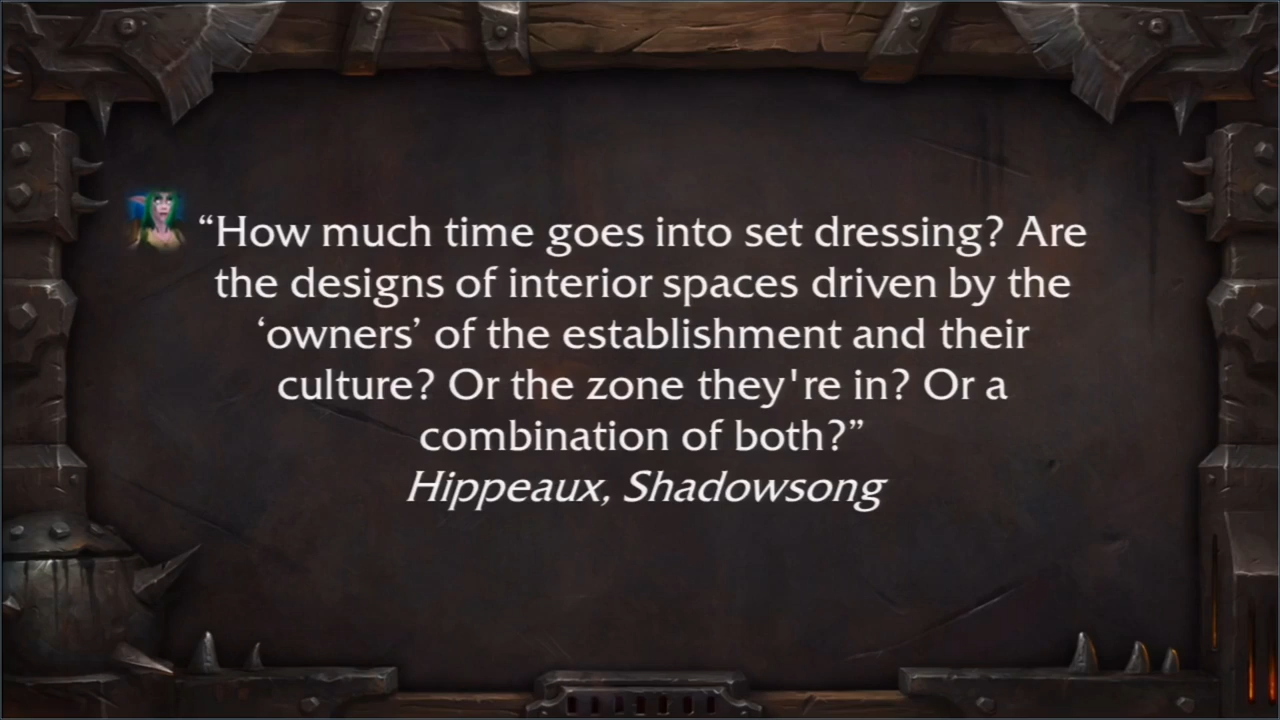 “How much time goes into set dressing? Are
the designs of interior spaces driven by the
‘owners’ of the establishment and their
culture? Or the zone they're in? Or a
combination of both?”
Hippeaux, Shadowsong